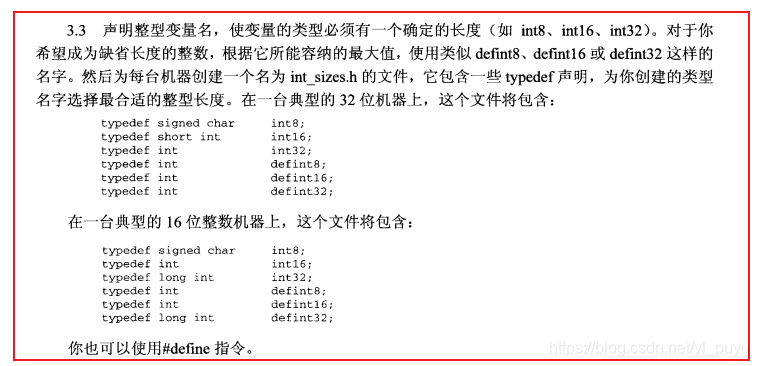 3.3 声明整型变量名，使变量的类型必须有一个确定的长度（如 int8、int16、int32）。对于你
希望成为缺省长度的整数，根据它所能容纳的最大值，使用类似 defint8、defint16 或 defint32 这样的
名字。然后为每台机器创建一个名为 int_sizes.h 的文件，它包含一些 typedef 声明，为你创建的类型
名字选择最合适的整型长度。在一台典型的 32 位机器上，这个文件将包含：
typedef signed char int8;
typedef short int int16;
typedef int int32;
typedef int defint8;
typedef int defint16;
typedef int defint32;
在一台典型的 16 位整数机器上，这个文件将包含：
typedef signed char int8;
typedef int int16;
typedef long int int32;
typedef int defint8;
typedef int defint16;
typedef long int defint32;
你也可以使用#define 指令。
https://blog.csdn.net/yl_puyu